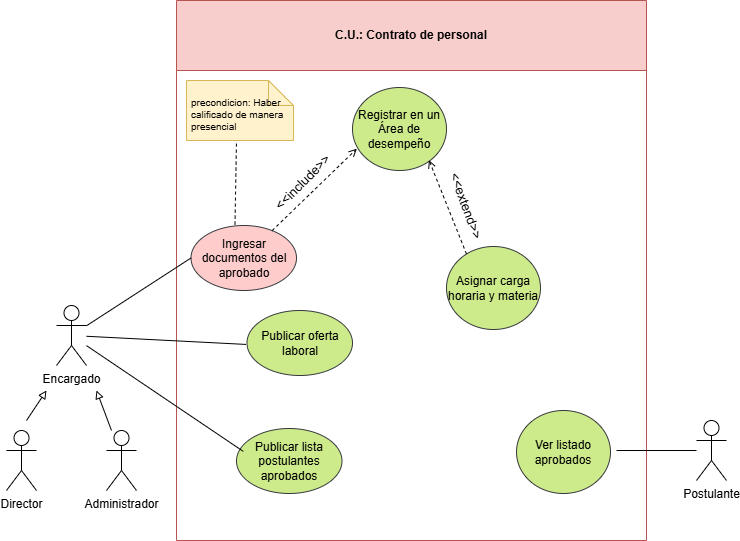 C.U.: Contrato de personal
precondicion: Haber
calificado de manera
presencial
Registrar en un
Área de
desempeño
<<include>>
<<extend>>
Ingresar
documentos del
aprobado
Asignar carga
horaria y materia
Publicar oferta
laboral
Encargado
Publicar lista
postulantes
aprobados
Ver listado
aprobados
Director
Administrador
Postulante